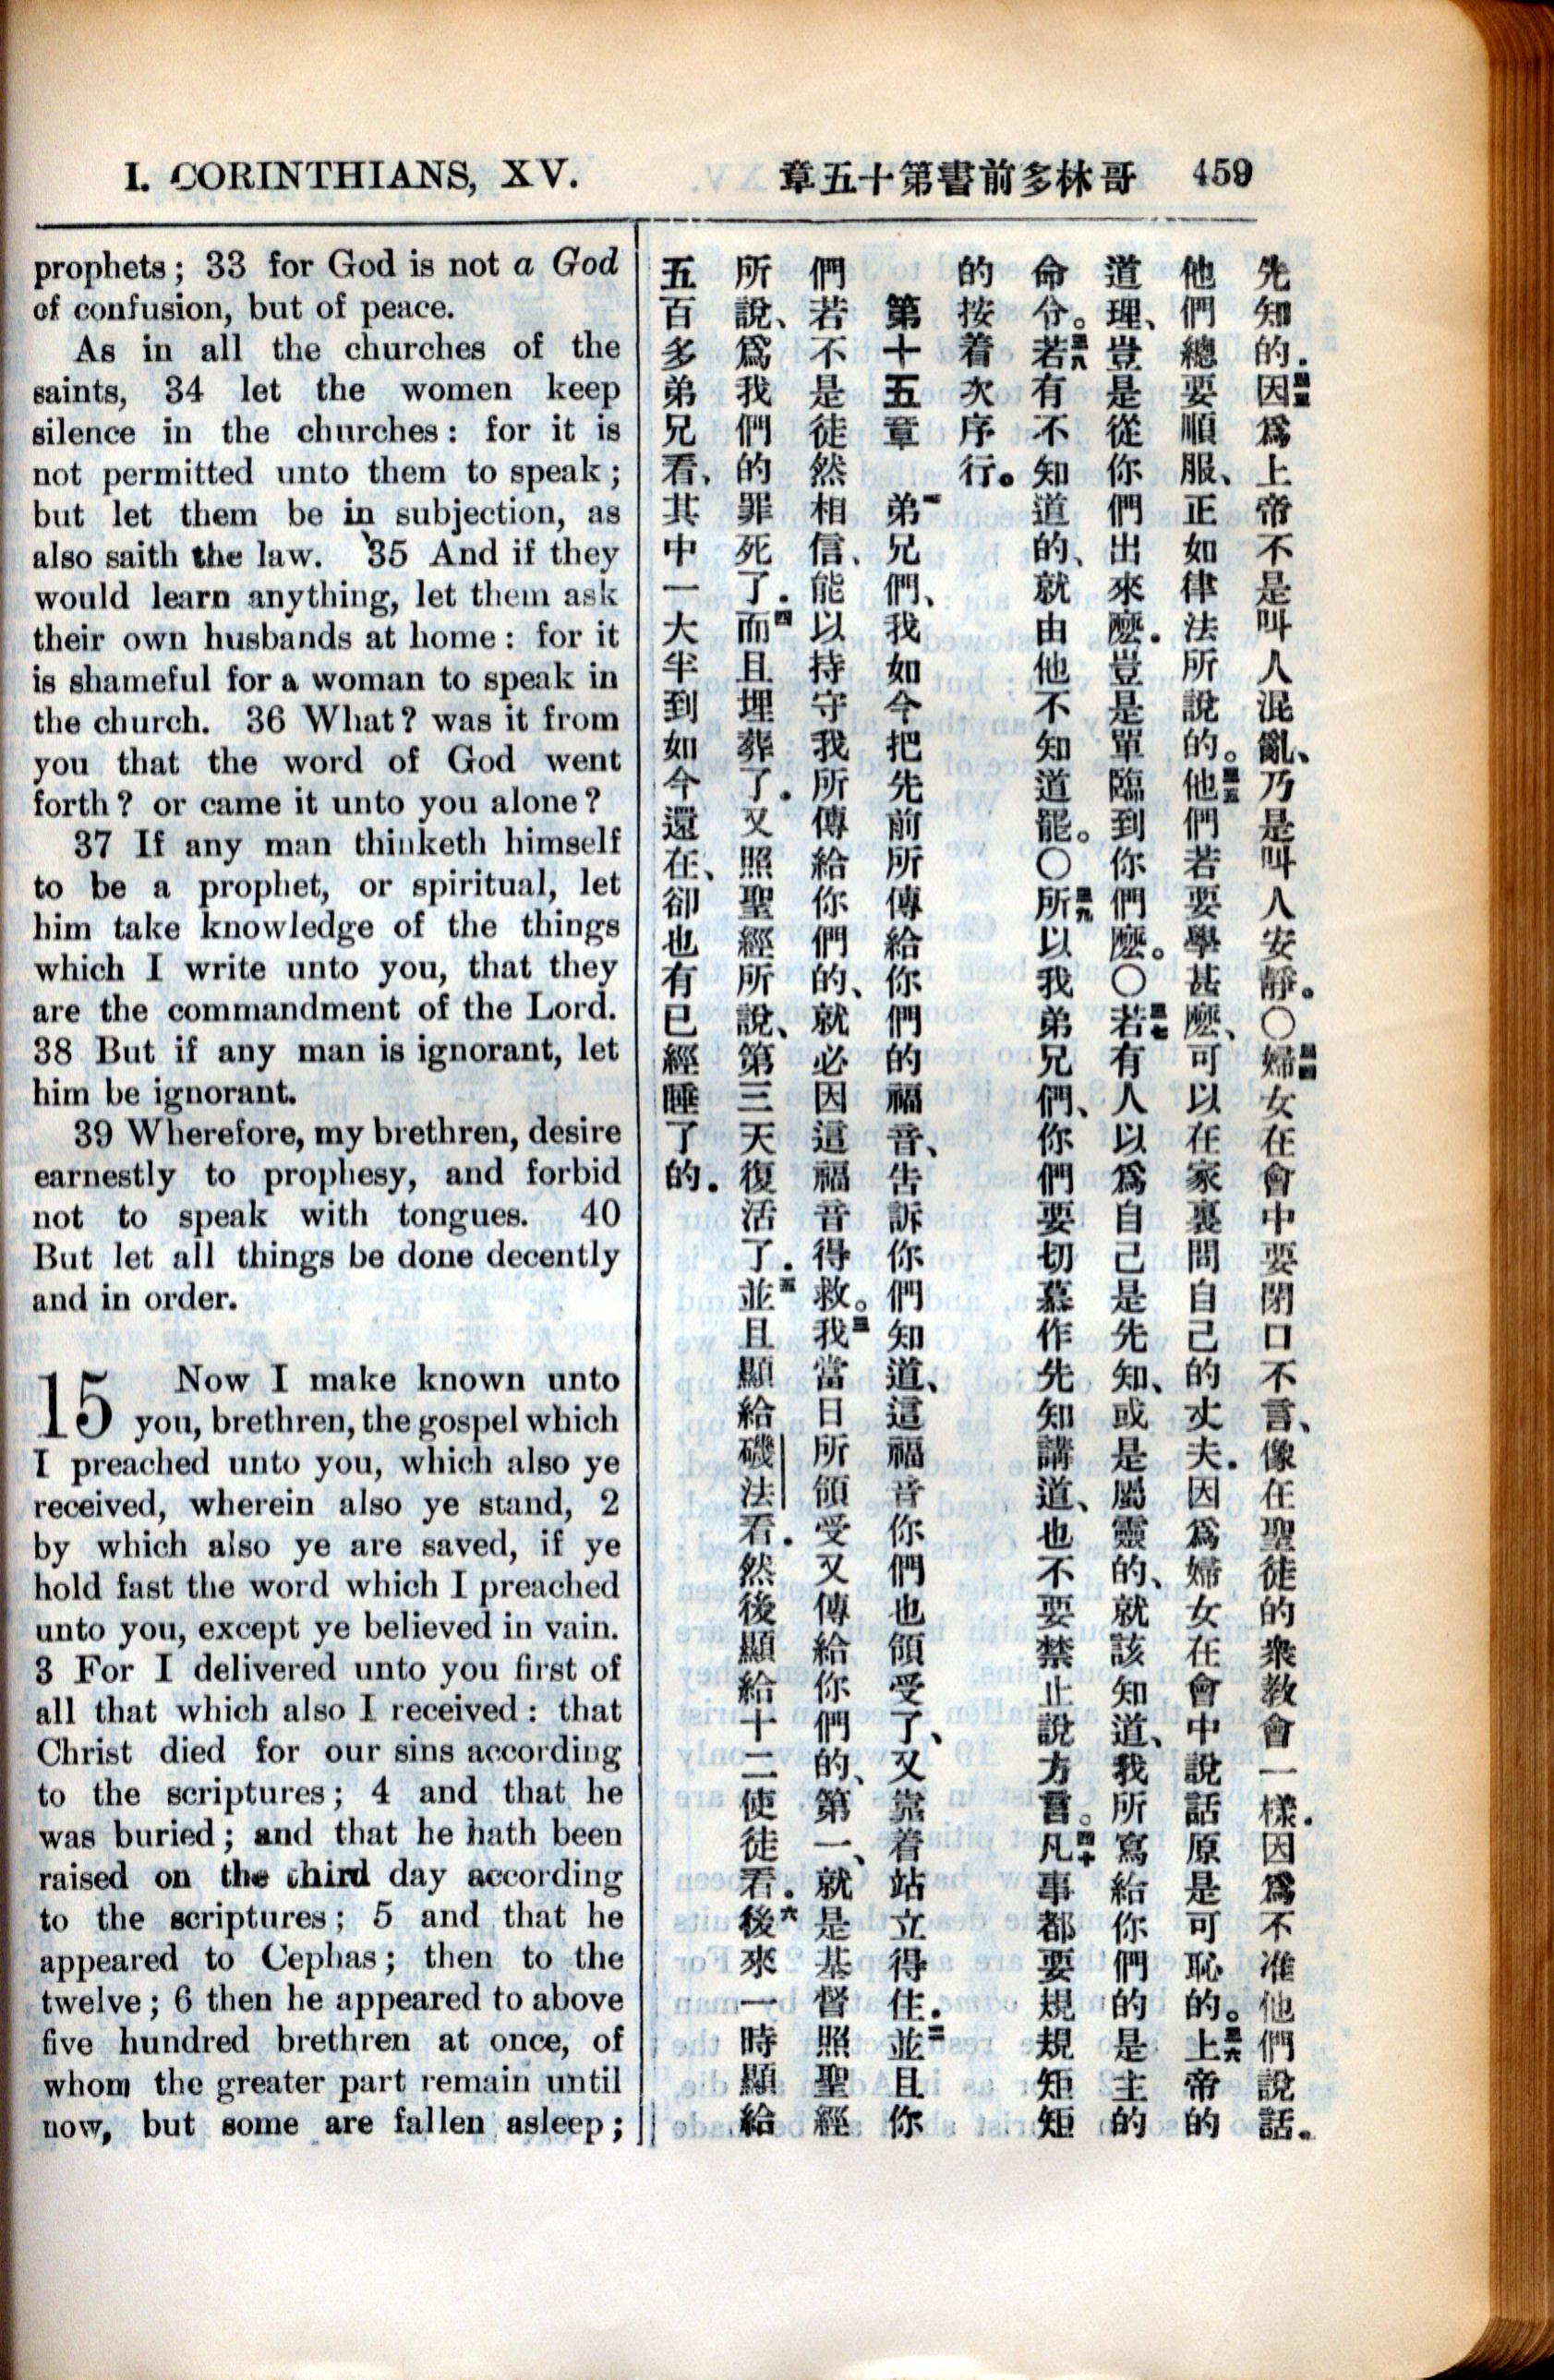 I. CORINTHIANS, XV.
哥林多前書第十五章
459
prophets; 33 for God is not a God
of confusion, but of peace.
As in all the churches of the
saints, 34 let the women keep
silence in the churches: for it is
not permitted unto them to speak;
but let them be in subjection, as
also saith the law. 35 And if they
would learn anything, let them ask
their own husbands at home: for it
is shameful for a woman to speak in
the church. 36 What? was it from
you that the word of God went
forth? or came it unto you alone?
37 If any man thinketh himself
to be a prophet, or spiritual, let
him take knowledge of the things
which I write unto you, that they
are the commandment of the Lord.
38 But if any man is ignorant, let
him be ignorant.
39 Wherefore, my brethren, desire
earnestly to prophesy, and forbid
not to speak with tongues. 40
But let all things be done decently
and in order.
15 Now I make known unto
you, brethren, the gospel which
I preached unto you, which also ye
received, wherein also ye stand, 2
by which also ye are saved, if ye
hold fast the word which I preached
unto you, except ye believed in vain.
3 For I delivered unto you first of
all that which also I received: that
Christ died for our sins according
to the scriptures; 4 and that he
was buried; and that he hath been
raised on the third day according
to the scriptures; 5 and that he
appeared to Cephas; then to the
twelve; 6 then he appeared to above
five hundred brethren at once, of
whom the greater part remain until
now, but some are fallen asleep;
先知的．三三因爲上帝不是叫人混亂、乃是叫人安靜。〇三四婦女在會中要閉口不言、像在聖徒的衆教會一樣．因爲不准他們說話。
他們總要順服、正如律法所說的。三五他們若要學甚麽、可以在家裏問自己的丈夫．因爲婦女在會中說話原是可恥的。三六上帝的
道理、豈是從你們出來麽．豈是單臨到你們麽。〇三七若有人以爲自己是先知、或是屬靈的、就該知道、我所寫給你們的是主的
命令。三八若有不知道的、就由他不知道罷。〇三九所以我弟兄們、你們要切慕作先知講道、也不要禁止說方言。四十凡事都要規規矩矩
的按着次序行。
第十五章 一弟兄們、我如今把先前所傳給你們的福音、告訴你們知道、這福音你們也領受了、又靠着站立得住．二並且你
們若不是徒然相信、能以持守我所傳給你們的、就必因這福音得救。三我當日所領受又傳給你們的、第一、就是基督照聖經
所說、爲我們的罪死了．四而且埋葬了．又照聖經所說、第三天復活了．五並且顯給磯法看．然後顯給十二使徒看．六後來一時顯給
五百多弟兄看、其中一大半到如今還在、卻也有已經睡了的．